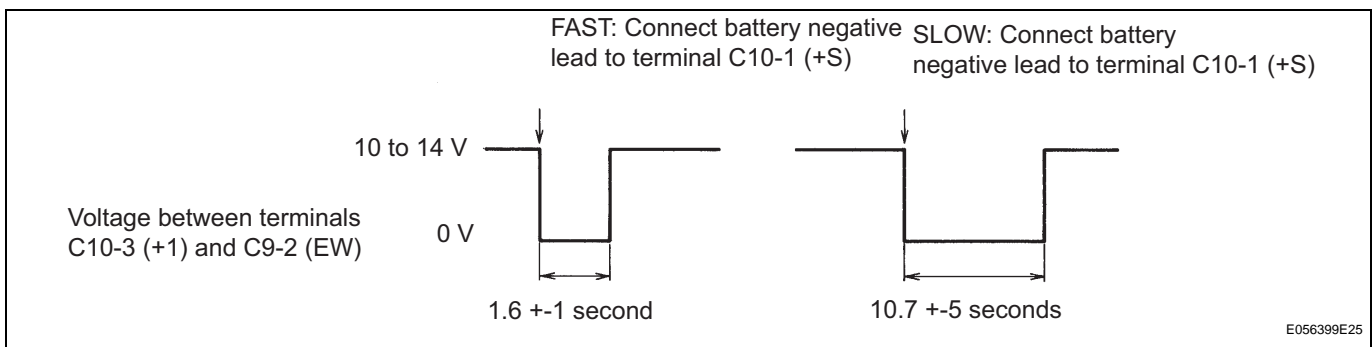 FAST: Connect battery negative
lead to terminal C10-1 (+S)
SLOW: Connect battery
negative lead to terminal C10-1 (+S)
10 to 14 V
Voltage between terminals
C10-3 (+1) and C9-2 (EW)
0 V
1.6 +-1 second
10.7 +-5 seconds
E056399E25